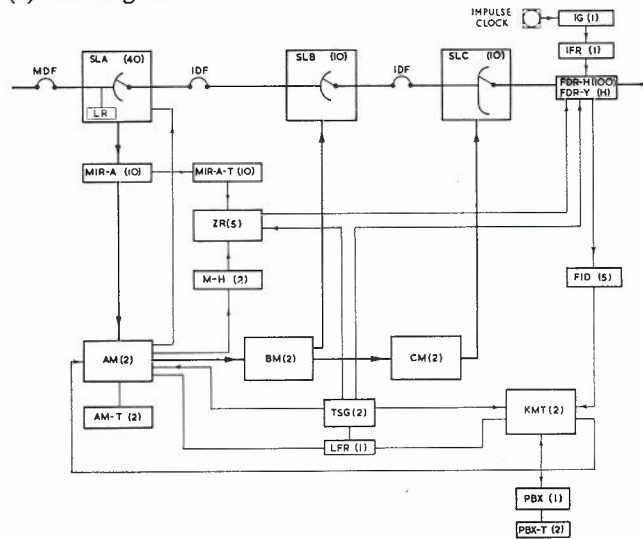 IMPULSE
CLOCK
IG (1)
IFR (1)
MDF
SLA (40)
IDF
SLB (10)
IDF
SLC (10)
FDR-H(100)
FDR-Y (H)
LR
MIR-A (10)
MIR-A-T (10)
ZR(5)
M-H (2)
FID (5)
AM(2)
BM(2)
CM(2)
AM-T (2)
TSG(2)
KMT(2)
LFR (1)
PBX (1)
PBX-T (2)